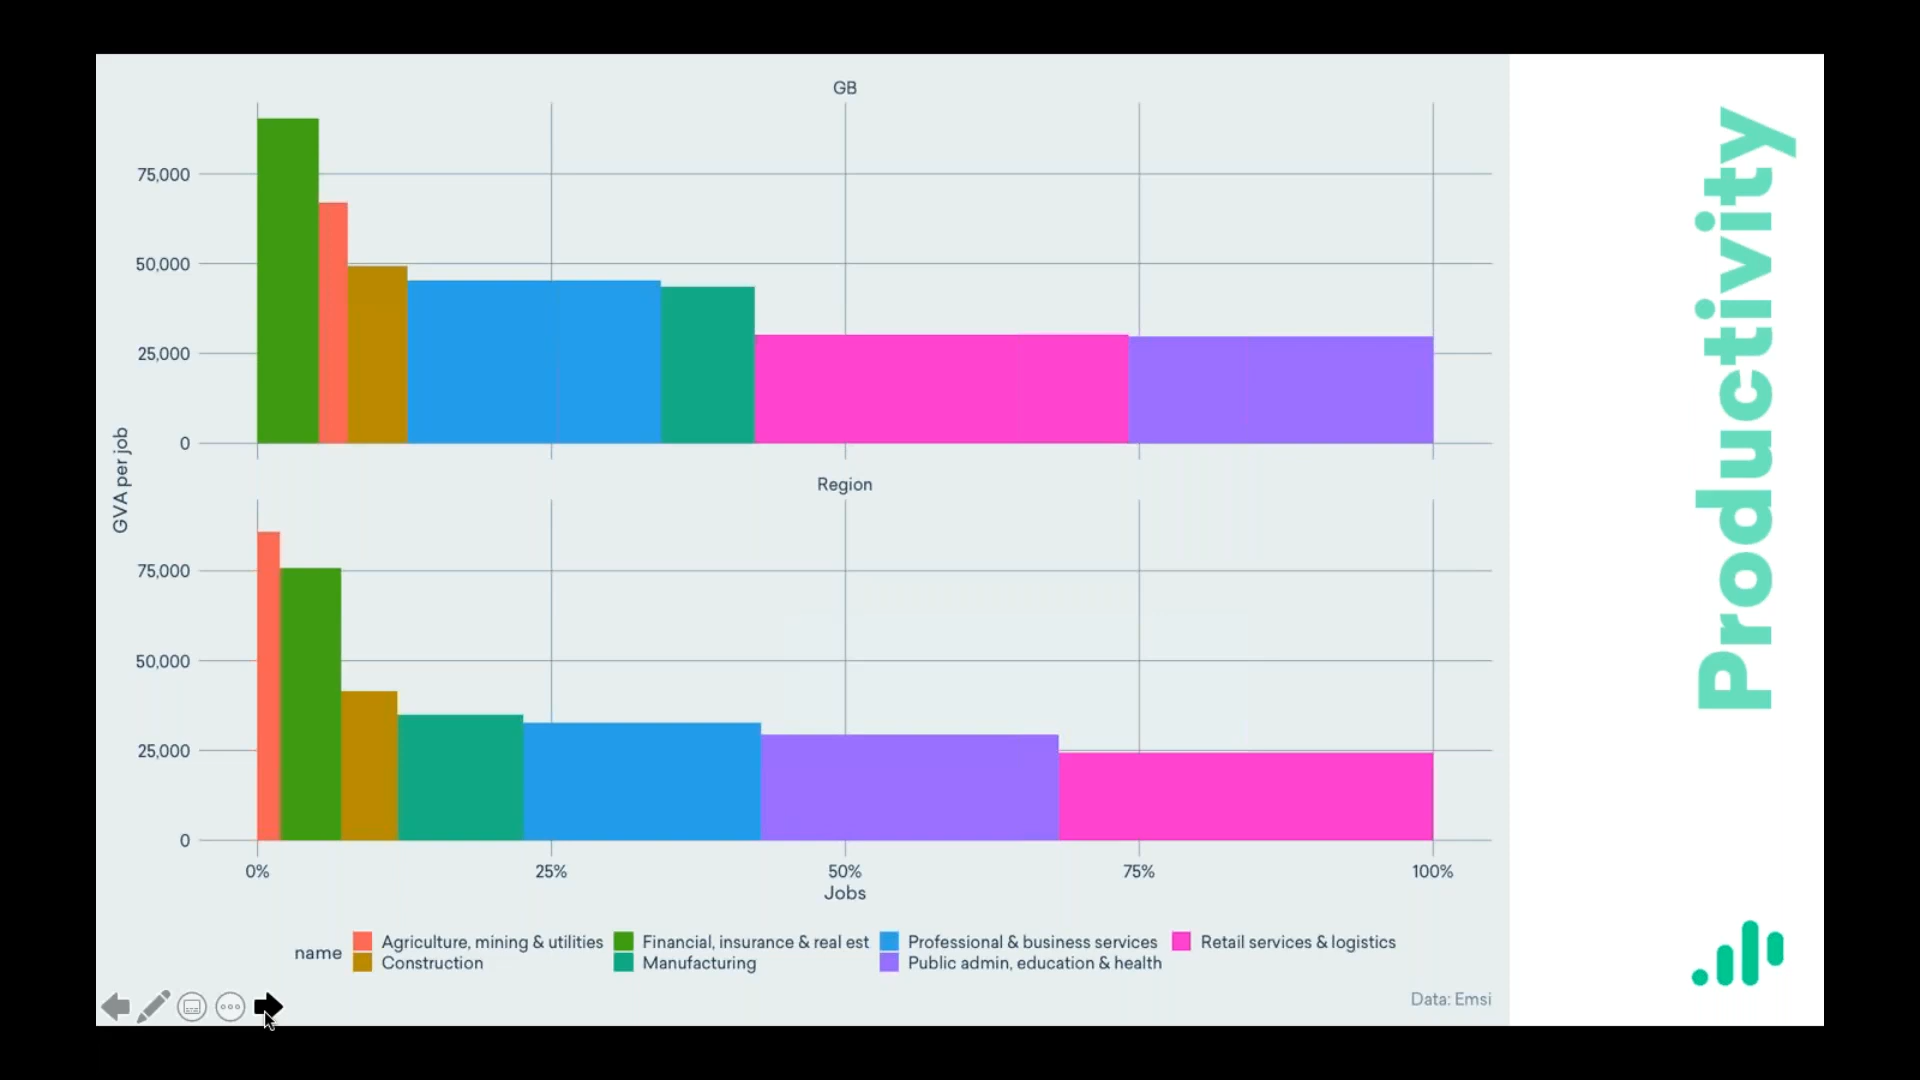 GB
75,000
50,000
25,000
0
GVA per job
Region
75,000
50,000
25,000
0
0% 25% 50% 75% 100%
Jobs
name
Agriculture, mining & utilities Financial, insurance & real est Professional & business services Retail services & logistics
Construction Manufacturing Public admin, education & health
Data: Emsi
Productivity